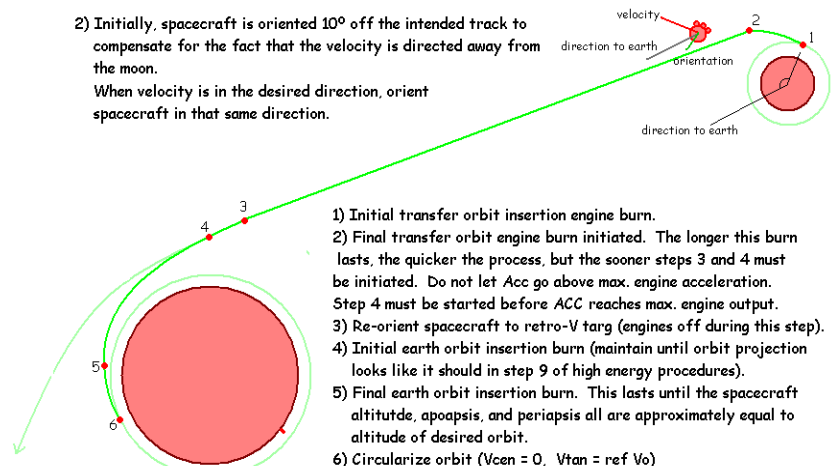 2) Initially, spacecraft is oriented 10º off the intended track to
compensate for the fact that the velocity is directed away from
the moon.
When velocity is in the desired direction, orient
spacecraft in that same direction.
velocity
2
1
direction to earth
orientation
direction to earth
3
4
5
6
1) Initial transfer orbit insertion engine burn.
2) Final transfer orbit engine burn initiated. The longer this burn
lasts, the quicker the process, but the sooner steps 3 and 4 must
be initiated. Do not let Acc go above max. engine acceleration.
Step 4 must be started before ACC reaches max. engine output.
3) Re-orient spacecraft to retro-V targ (engines off during this step).
4) Initial earth orbit insertion burn (maintain until orbit projection
looks like it should in step 9 of high energy procedures).
5) Final earth orbit insertion burn. This lasts until the spacecraft
altitutde, apoapsis, and periapsis all are approximately equal to
altitude of desired orbit.
6) Circularize orbit (Vcen = 0, Vtan = ref Vo)